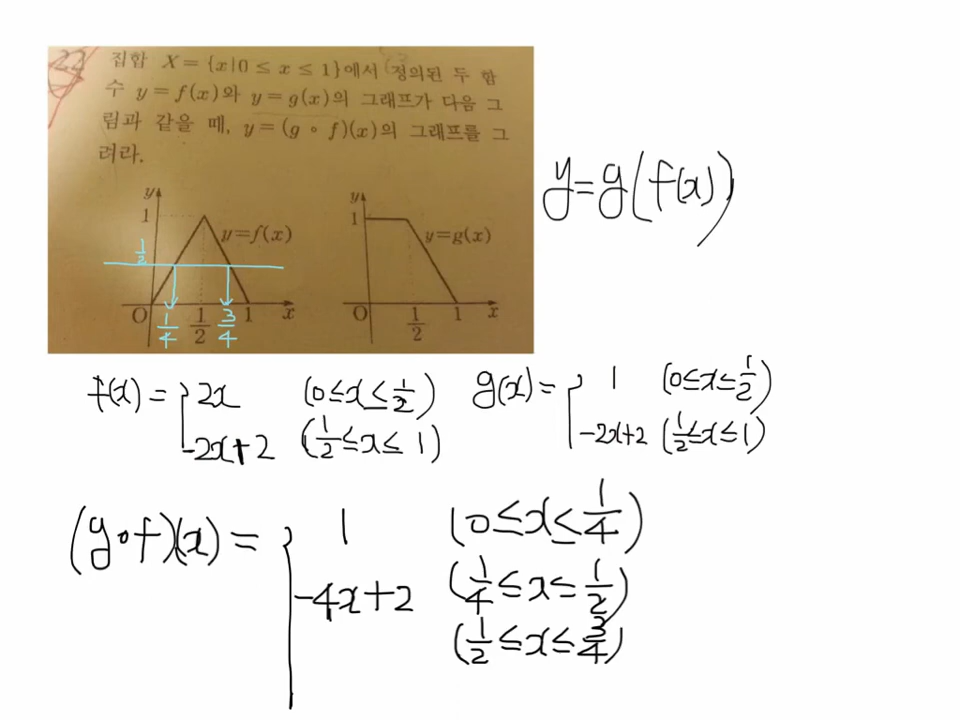 22 집합 X = {x|0 ≤ x ≤ 1}에서 정의된 두 함
수 y = f(x)와 y = g(x)의 그래프가 다음 그
림과 같을 때, y = (g ∘ f)(x)의 그래프를 그
려라.
y=g(f(x))
y
1
y=f(x)
1/2
O 1/4 1/2 3/4 1 x
y
1
y=g(x)
O 1/2 1 x
f(x) = { 2x (0≤x≤1/2)
-2x+2 (1/2≤x≤1)
g(x) = { 1 (0≤x≤1/2)
-2x+2 (1/2≤x≤1)
(g∘f)(x) = { 1 (0≤x≤1/4)
-4x+2 (1/4≤x≤1/2)
(1/2≤x≤3/4)